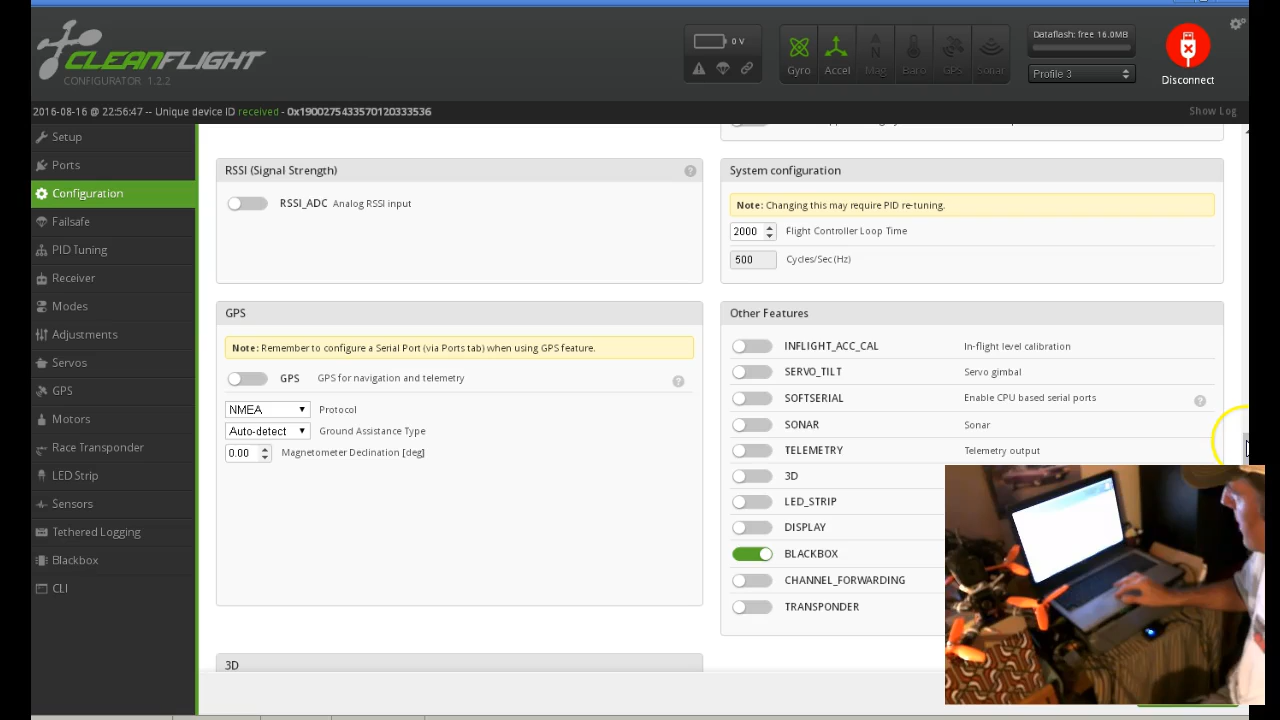 CLEANFLIGHT
CONFIGURATOR 1.2.2
0 V
Gyro
Accel
Mag
Baro
GPS
Sonar
Dataflash: free 16.0MB
Profile 3
Disconnect
2016-08-16 @ 22:56:47 -- Unique device ID received - 0x1900275433570120333536
Show Log
Setup
Ports
Configuration
Failsafe
PID Tuning
Receiver
Modes
Adjustments
Servos
GPS
Motors
Race Transponder
LED Strip
Sensors
Tethered Logging
Blackbox
CLI
RSSI (Signal Strength)
?
RSSI_ADC Analog RSSI input
GPS
Note: Remember to configure a Serial Port (via Ports tab) when using GPS feature.
GPS GPS for navigation and telemetry
?
NMEA Protocol
Auto-detect Ground Assistance Type
0.00 Magnetometer Declination [deg]
3D
System configuration
Note: Changing this may require PID re-tuning.
2000 Flight Controller Loop Time
500 Cycles/Sec (Hz)
Other Features
INFLIGHT_ACC_CAL In-flight level calibration
SERVO_TILT Servo gimbal
SOFTSERIAL Enable CPU based serial ports
?
SONAR Sonar
TELEMETRY Telemetry output
3D
LED_STRIP
DISPLAY
BLACKBOX
CHANNEL_FORWARDING
TRANSPONDER